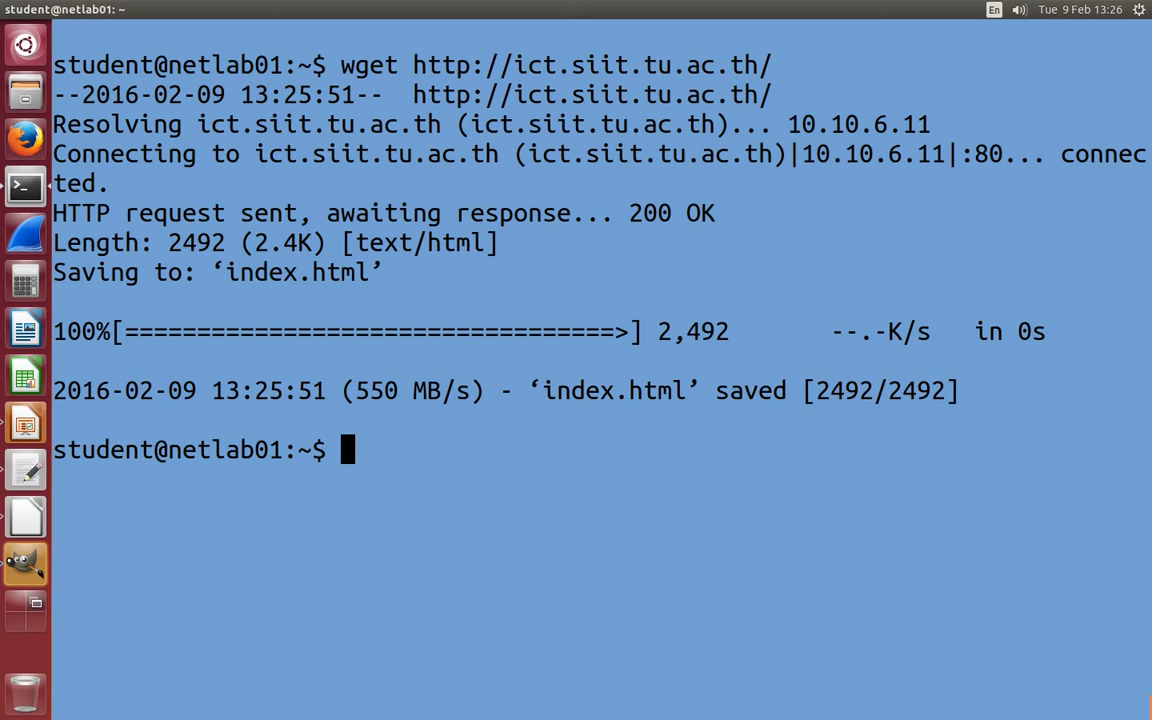 student@netlab01: ~
En
Tue 9 Feb 13:26
student@netlab01:~$ wget http://ict.siit.tu.ac.th/
--2016-02-09 13:25:51--  http://ict.siit.tu.ac.th/
Resolving ict.siit.tu.ac.th (ict.siit.tu.ac.th)... 10.10.6.11
Connecting to ict.siit.tu.ac.th (ict.siit.tu.ac.th)|10.10.6.11|:80... connec
ted.
HTTP request sent, awaiting response... 200 OK
Length: 2492 (2.4K) [text/html]
Saving to: ‘index.html’
100%[==================================>] 2,492       --.-K/s   in 0s
2016-02-09 13:25:51 (550 MB/s) - ‘index.html’ saved [2492/2492]
student@netlab01:~$